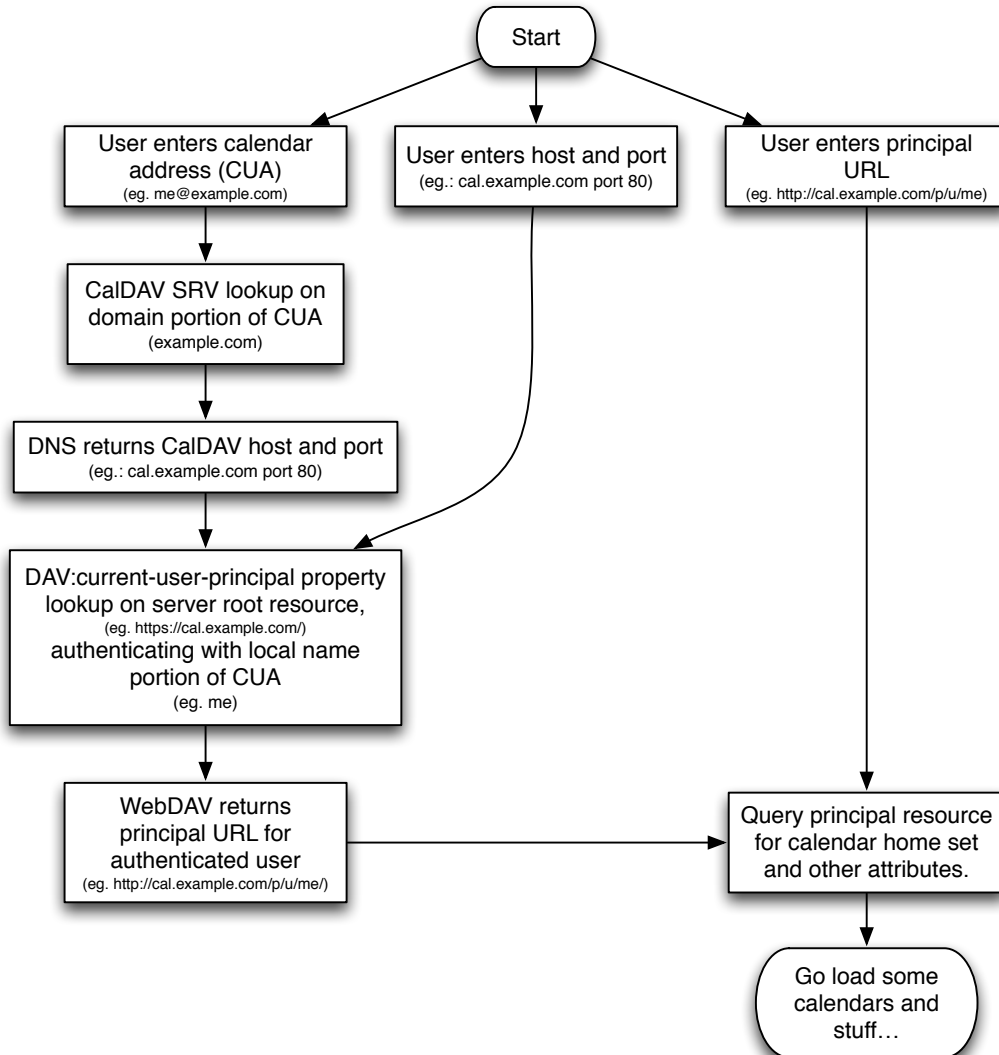 Start
User enters calendar
address (CUA)
(eg. me@example.com)
User enters host and port
(eg.: cal.example.com port 80)
User enters principal
URL
(eg. http://cal.example.com/p/u/me)
CalDAV SRV lookup on
domain portion of CUA
(example.com)
DNS returns CalDAV host and port
(eg.: cal.example.com port 80)
DAV:current-user-principal property
lookup on server root resource,
(eg. https://cal.example.com/)
authenticating with local name
portion of CUA
(eg. me)
WebDAV returns
principal URL for
authenticated user
(eg. http://cal.example.com/p/u/me/)
Query principal resource
for calendar home set
and other attributes.
Go load some
calendars and
stuff…